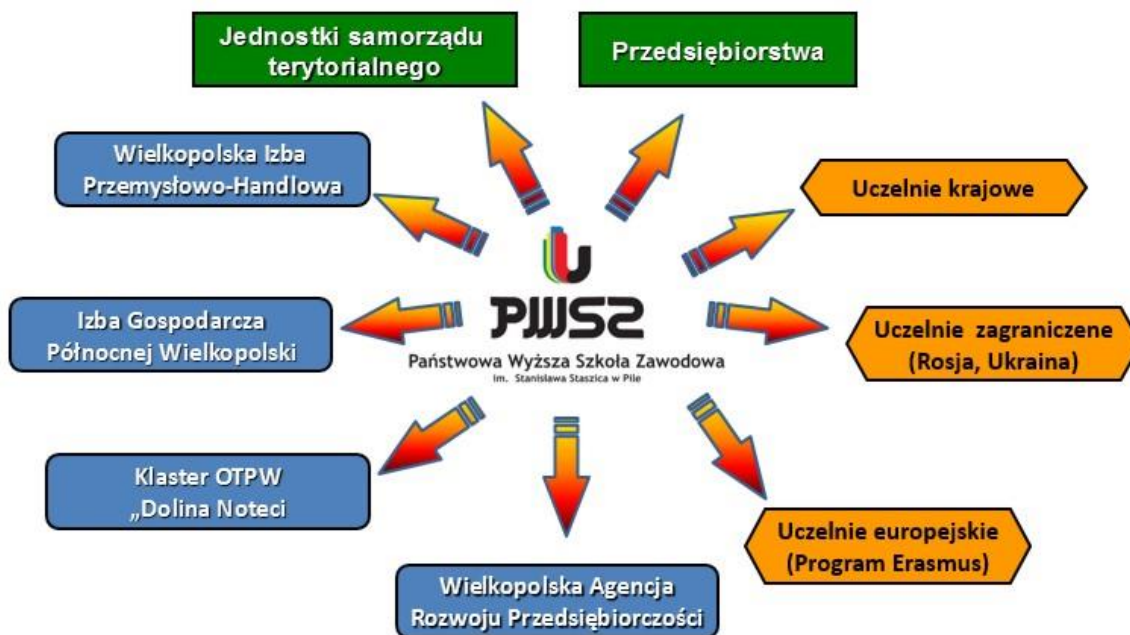 Jednostki samorządu
terytorialnego
Przedsiębiorstwa
Wielkopolska Izba
Przemysłowo-Handlowa
Uczelnie krajowe
Izba Gospodarcza
Północnej Wielkopolski
PWSZ
Państwowa Wyższa Szkoła Zawodowa
im. Stanisława Staszica w Pile
Uczelnie zagraniczene
(Rosja, Ukraina)
Klaster OTPW
„Dolina Noteci
Uczelnie europejskie
(Program Erasmus)
Wielkopolska Agencja
Rozwoju Przedsiębiorczości